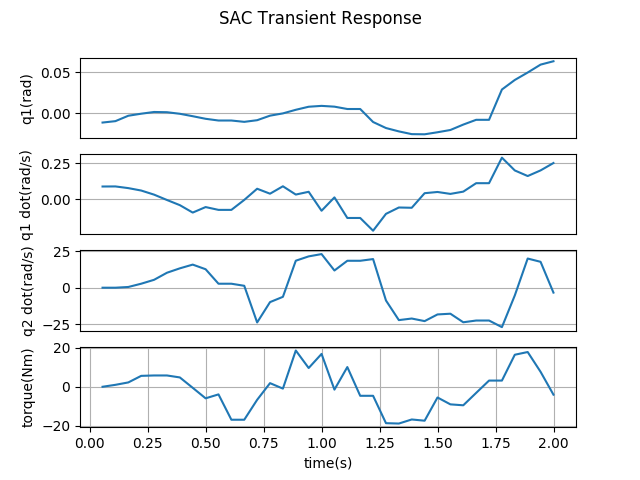 SAC Transient Response
q1(rad)
0.05
0.00
q1 dot(rad/s)
0.25
0.00
q2 dot(rad/s)
25
0
−25
torque(Nm)
20
0
−20
0.00 0.25 0.50 0.75 1.00 1.25 1.50 1.75 2.00
time(s)